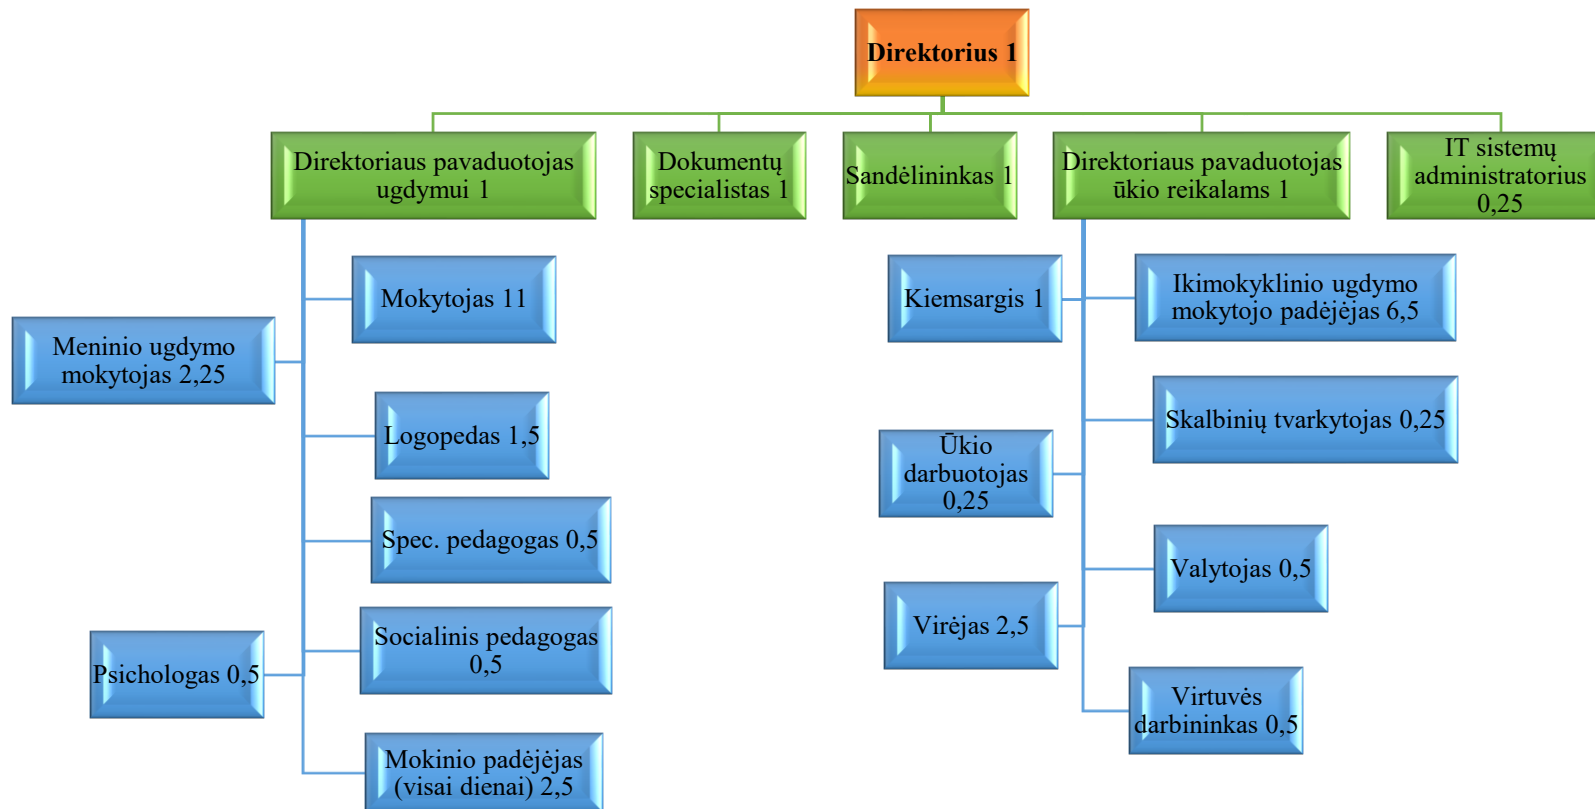 Direktorius 1
Direktoriaus pavaduotojas
ugdymui 1
Dokumentų
specialistas 1
Sandėlininkas 1
Direktoriaus pavaduotojas
ūkio reikalams 1
IT sistemų
administratorius
0,25
Mokytojas 11
Meninio ugdymo
mokytojas 2,25
Logopedas 1,5
Spec. pedagogas 0,5
Socialinis pedagogas
0,5
Psichologas 0,5
Mokinio padėjėjas
(visai dienai) 2,5
Kiemsargis 1
Ikimokyklinio ugdymo
mokytojo padėjėjas 6,5
Skalbinių tvarkytojas 0,25
Ūkio
darbuotojas
0,25
Valytojas 0,5
Virėjas 2,5
Virtuvės
darbininkas 0,5